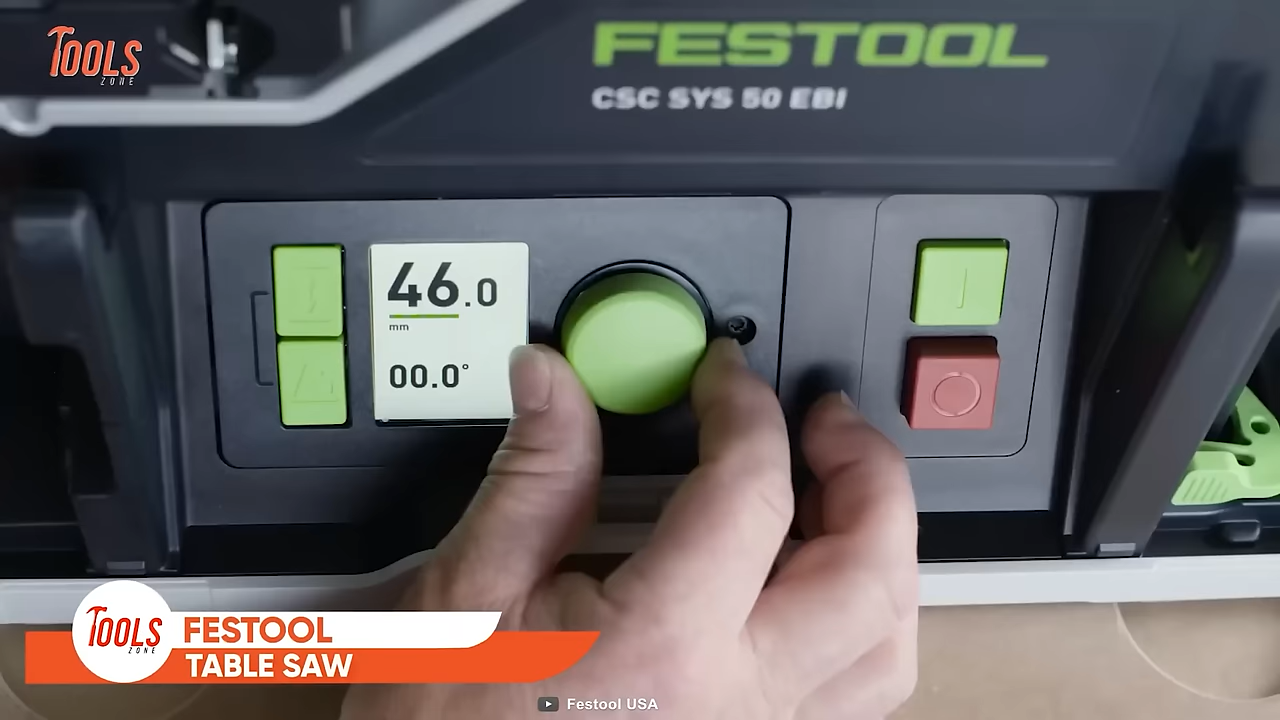 TOOLS
ZONE
FESTOOL
CSC SYS 50 EBI
46.0
mm
00.0°
TOOLS
ZONE
FESTOOL
TABLE SAW
Festool USA